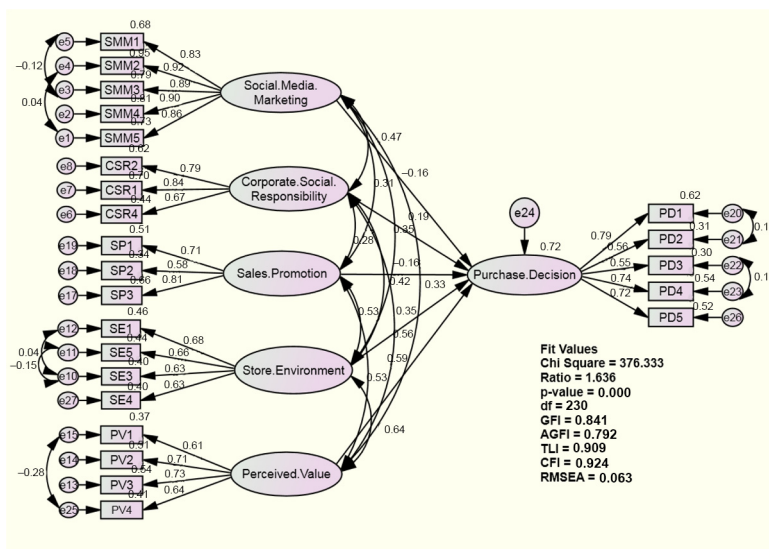 0.68
e5 SMM1 0.83
0.95
e4 SMM2 0.92
−0.12
0.79
e3 SMM3 0.89
0.81
0.04 e2 SMM4 0.90
0.73
e1 SMM5 0.86
Social.Media.
Marketing
0.62
e8 CSR2 0.79
0.70
e7 CSR1 0.84
0.44
e6 CSR4 0.67
Corporate.Social.
Responsibility
0.51
e19 SP1 0.71
0.34
e18 SP2 0.58
0.66
e17 SP3 0.81
Sales.Promotion
0.46
e12 SE1 0.68
0.44
0.04 e11 SE5 0.66
−0.15
0.40
e10 SE3 0.63
0.40
e27 SE4 0.63
Store.Environment
0.37
e15 PV1 0.61
0.51
−0.28 e14 PV2 0.71
0.54
e13 PV3 0.73
0.41
e25 PV4 0.64
Perceived.Value
0.47
−0.16
0.31
0.19
0.35
0.28
−0.16
0.42
0.33
0.53
0.35
0.56
0.59
0.53
0.64
e24
0.72
Purchase.Decision
0.62
0.79 PD1 e20
0.1
0.31
0.56 PD2 e21
0.30
0.55 PD3 e22
0.1
0.54
0.74 PD4 e23
0.52
0.72 PD5 e26
Fit Values
Chi Square = 376.333
Ratio = 1.636
p-value = 0.000
df = 230
GFI = 0.841
AGFI = 0.792
TLI = 0.909
CFI = 0.924
RMSEA = 0.063